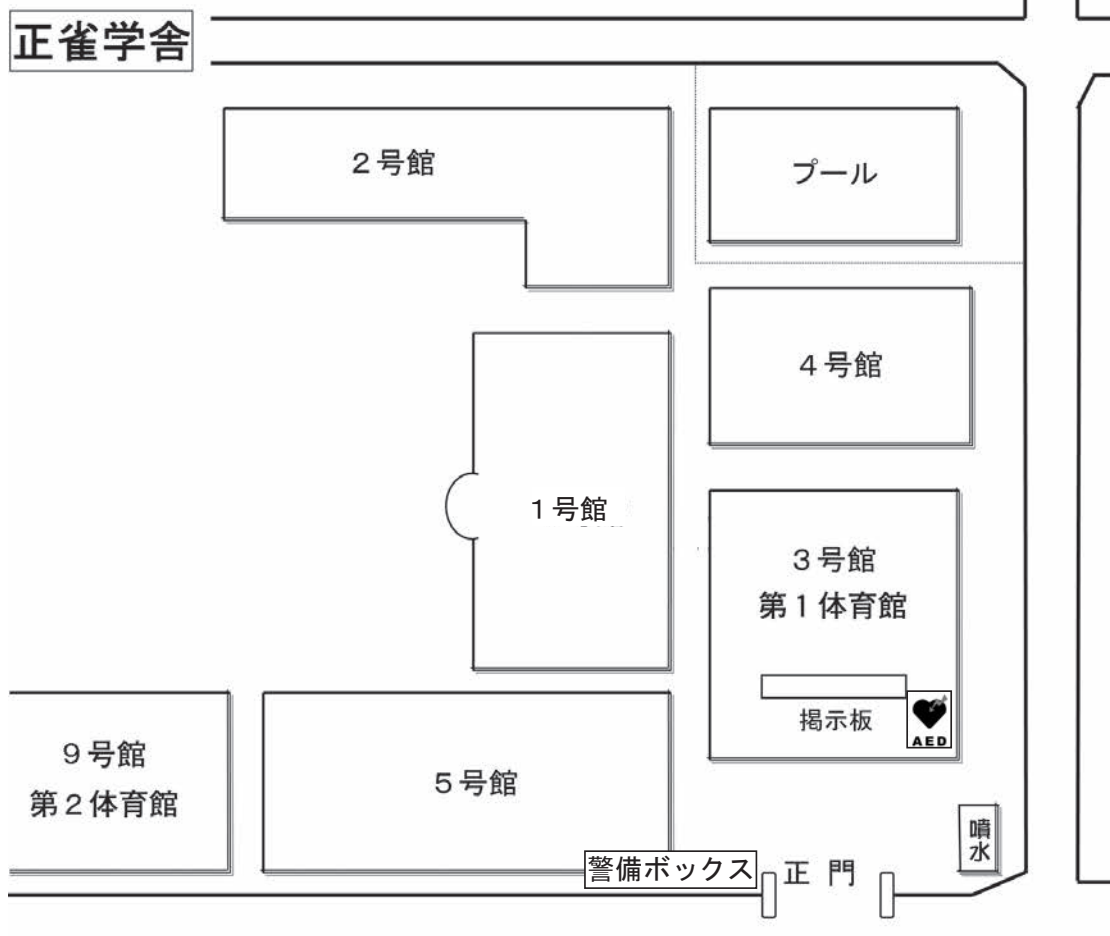 正雀学舎
２号館
プール
４号館
１号館
３号館
第１体育館
掲示板
AED
９号館
第２体育館
５号館
噴水
警備ボックス
正門